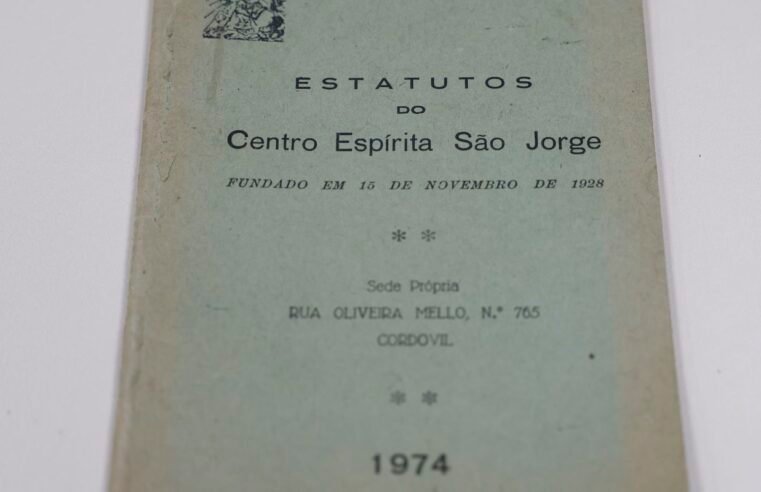 ESTATUTOS
DO
Centro Espírita São Jorge
FUNDADO EM 15 DE NOVEMBRO DE 1928
* *
Sede Própria
RUA OLIVEIRA MELLO, N.° 765
CORDOVIL
* *
1974